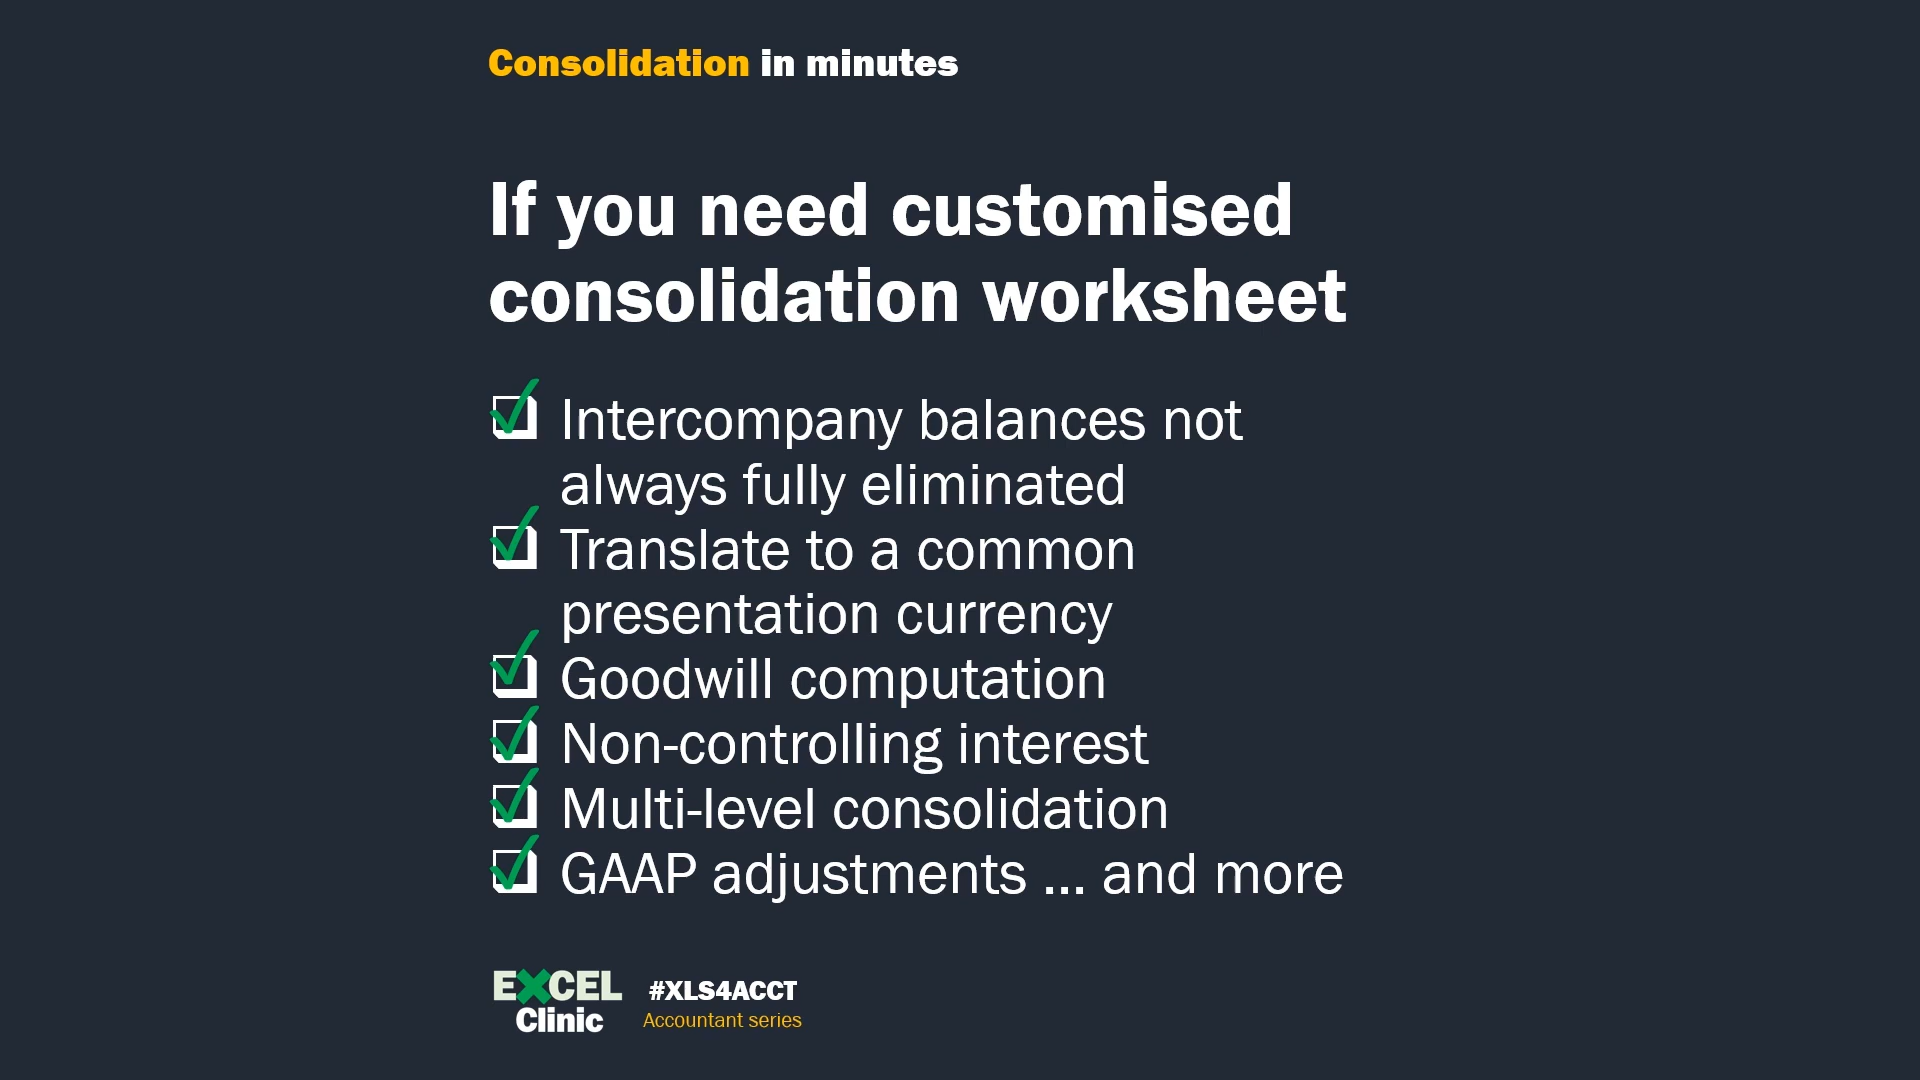 Consolidation in minutes
If you need customised
consolidation worksheet
Intercompany balances not
always fully eliminated
Translate to a common
presentation currency
Goodwill computation
Non-controlling interest
Multi-level consolidation
GAAP adjustments ... and more
EXCEL
Clinic
#XLS4ACCT
Accountant series